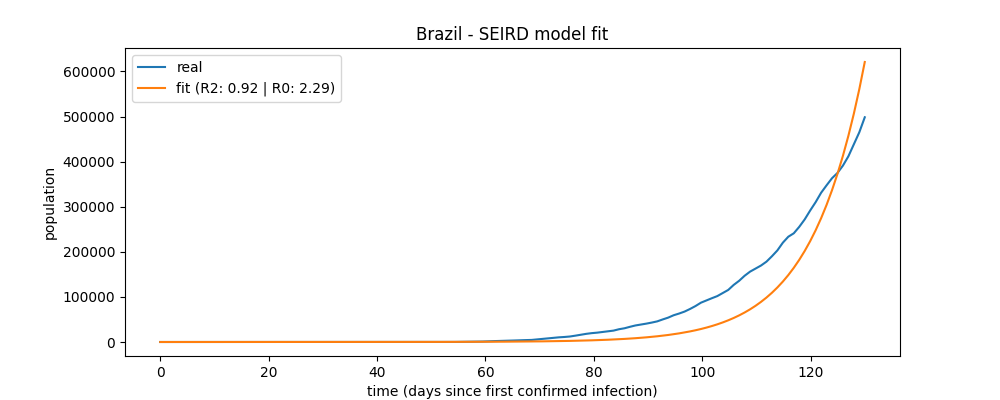 Brazil - SEIRD model fit
real
fit (R2: 0.92 | R0: 2.29)
population
600000
500000
400000
300000
200000
100000
0
0 20 40 60 80 100 120
time (days since first confirmed infection)